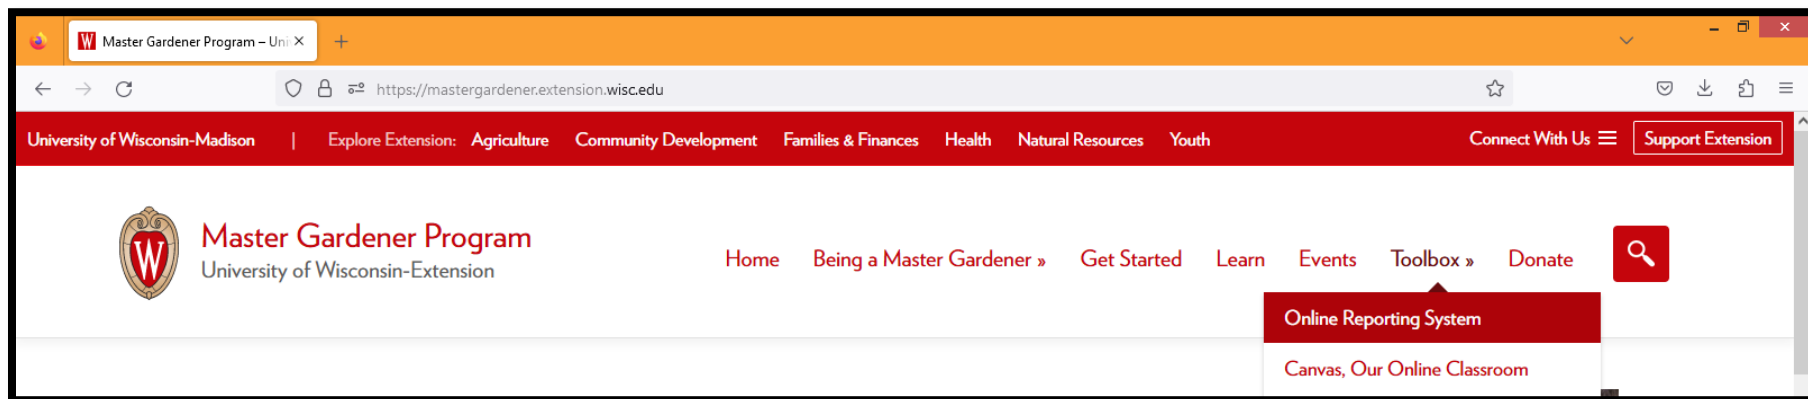 W Master Gardener Program – Uni
https://mastergardener.extension.wisc.edu
University of Wisconsin-Madison | Explore Extension: Agriculture Community Development Families & Finances Health Natural Resources Youth Connect With Us Support Extension
W
Master Gardener Program
University of Wisconsin-Extension
Home Being a Master Gardener » Get Started Learn Events Toolbox » Donate
Online Reporting System
Canvas, Our Online Classroom